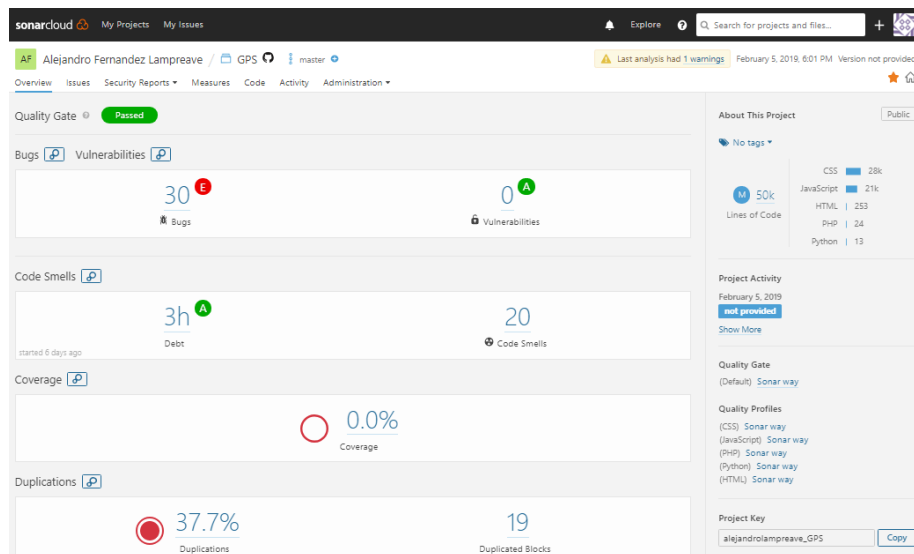 sonarcloud My Projects My Issues Explore Search for projects and files...
AF Alejandro Fernandez Lampreave / GPS master Last analysis had 1 warnings February 5, 2019, 6:01 PM Version not provided
Overview Issues Security Reports Measures Code Activity Administration
Quality Gate Passed
Bugs Vulnerabilities
30 E 0 A
Bugs Vulnerabilities
Code Smells
3h A 20
Debt Code Smells
started 6 days ago
Coverage
0.0%
Coverage
Duplications
37.7% 19
Duplications Duplicated Blocks
About This Project Public
No tags
M 50k
Lines of Code
CSS 28k
JavaScript 21k
HTML 253
PHP 24
Python 13
Project Activity
February 5, 2019
not provided
Show More
Quality Gate
(Default) Sonar way
Quality Profiles
(CSS) Sonar way
(JavaScript) Sonar way
(PHP) Sonar way
(Python) Sonar way
(HTML) Sonar way
Project Key
alejandrolampreave_GPS Copy